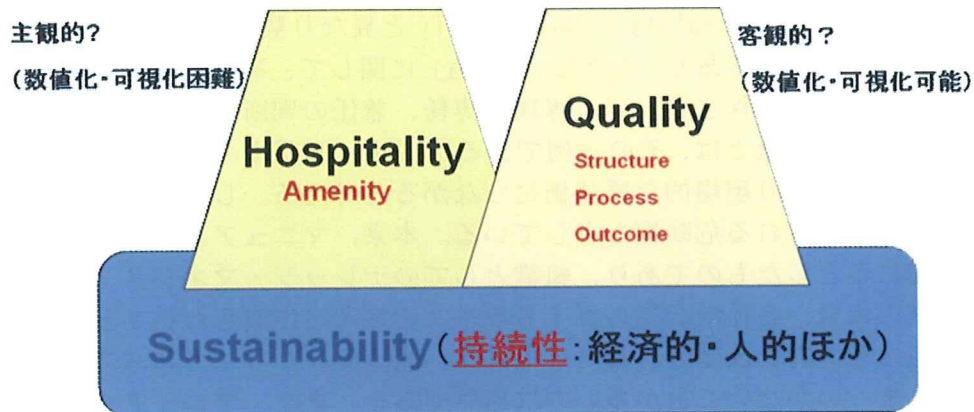 主観的?
(数値化・可視化困難)
客観的？
(数値化・可視化可能)
Hospitality
Amenity
Quality
Structure
Process
Outcome
Sustainability(持続性:経済的・人的ほか)